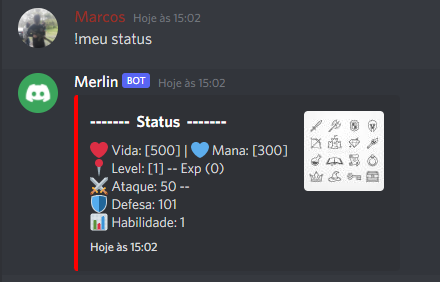 Marcos Hoje às 15:02
!meu status
Merlin BOT Hoje às 15:02
------- Status -------
Vida: [500] | Mana: [300]
Level: [1] -- Exp (0)
Ataque: 50 --
Defesa: 101
Habilidade: 1
Hoje às 15:02